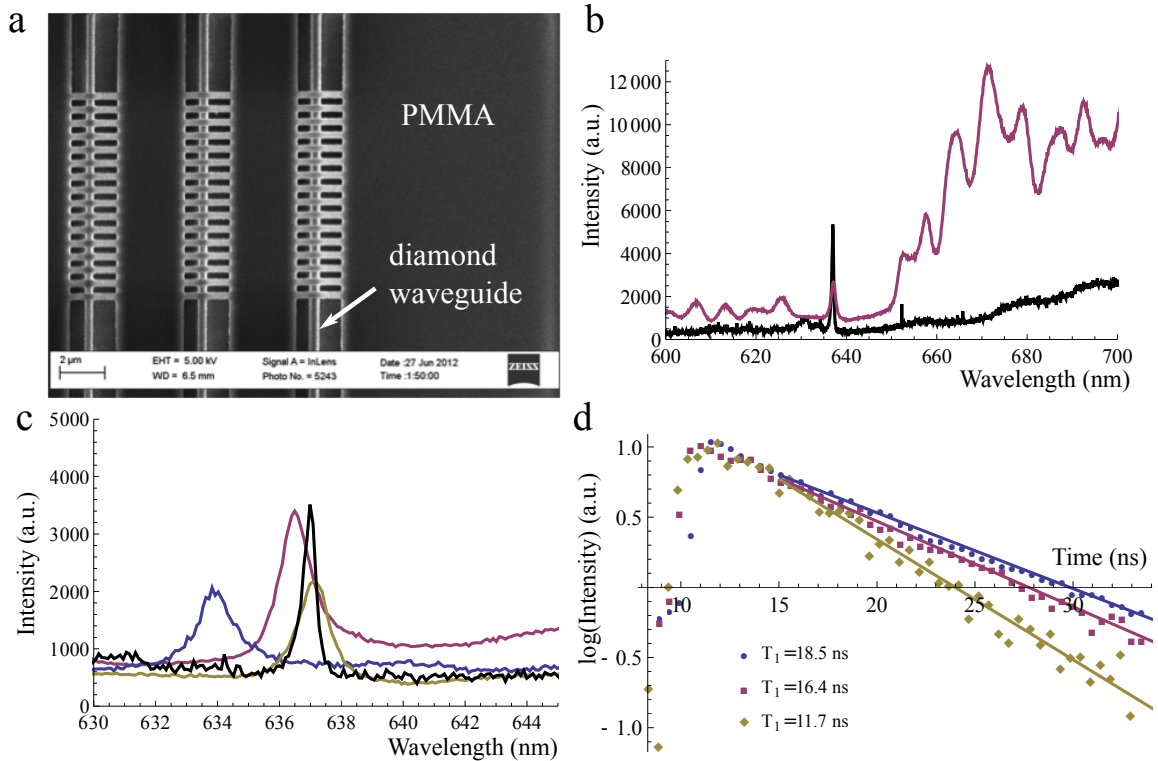 a
PMMA
diamond
waveguide
2 µm
EHT = 5.00 kV
WD = 6.5 mm
Signal A = InLens
Photo No. = 5243
Date :27 Jun 2012
Time :1:50:00
ZEISS
b
Intensity (a.u.)
12 000
10 000
8000
6000
4000
2000
0
600 620 640 660 680 700
Wavelength (nm)
c
Intensity (a.u.)
5000
4000
3000
2000
1000
0
630 632 634 636 638 640 642 644
Wavelength (nm)
d
log(Intensity) (a.u.)
1.0
0.5
- 0.5
- 1.0
10 15 20 25 30
Time (ns)
T1=18.5 ns
T1=16.4 ns
T1=11.7 ns